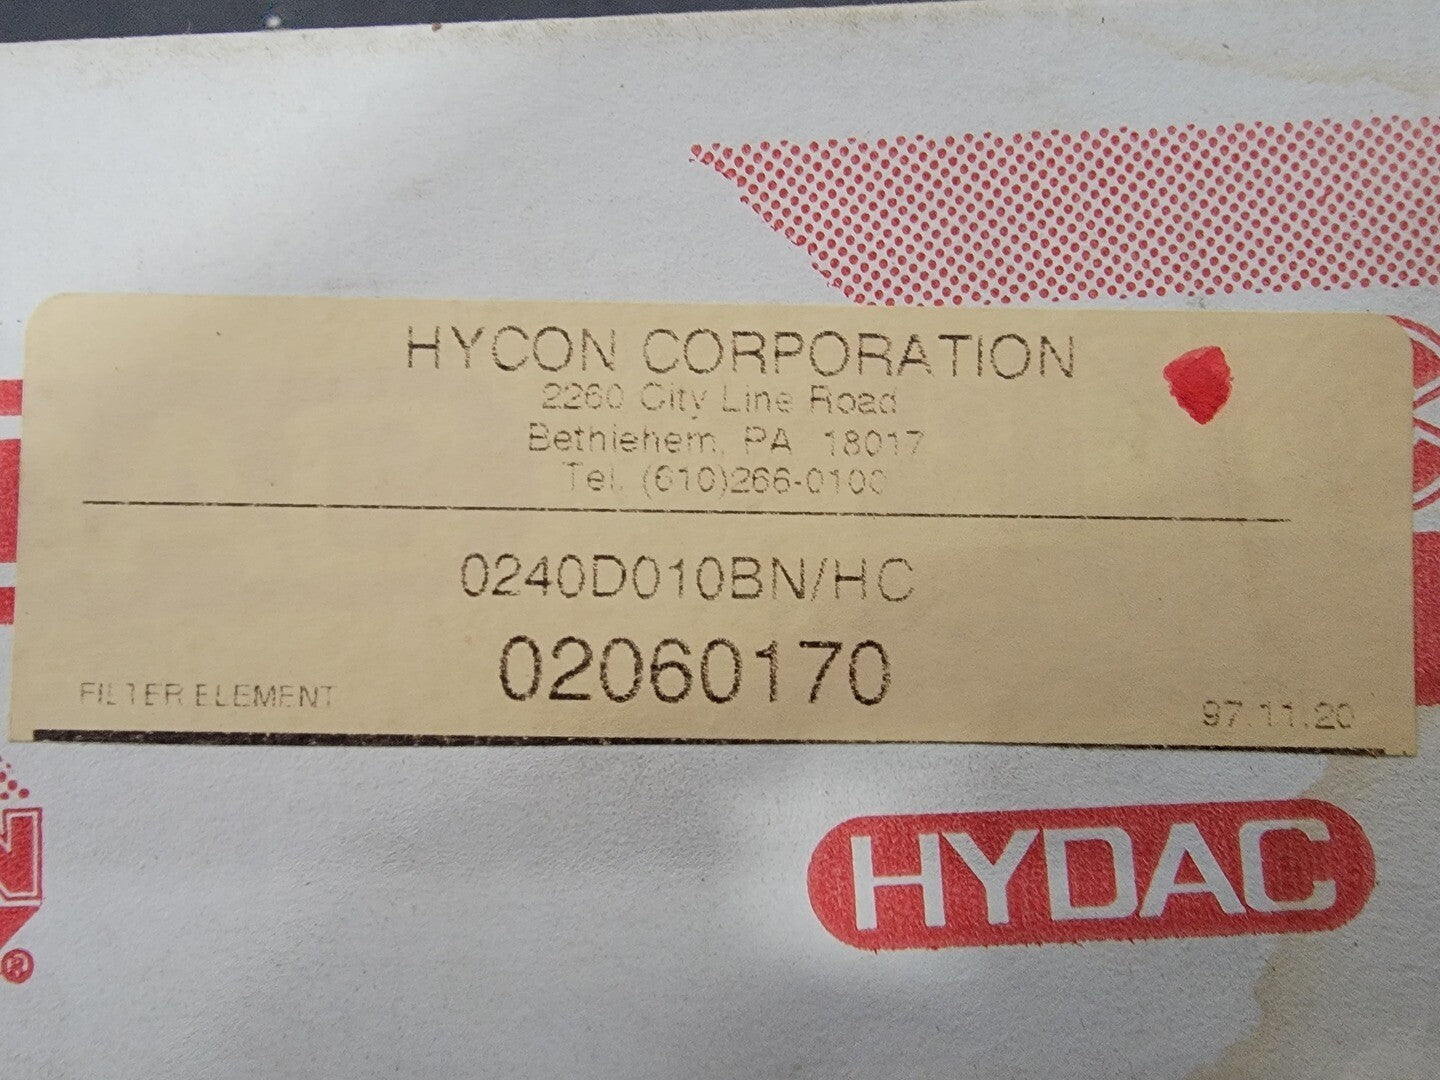 HYCON CORPORATION
2260 City Line Road
Bethlehem, PA 18017
Tel. (610)266-0100
0240D010BN/HC
02060170
FILTER ELEMENT
97.11.20
HYDAC
N
®